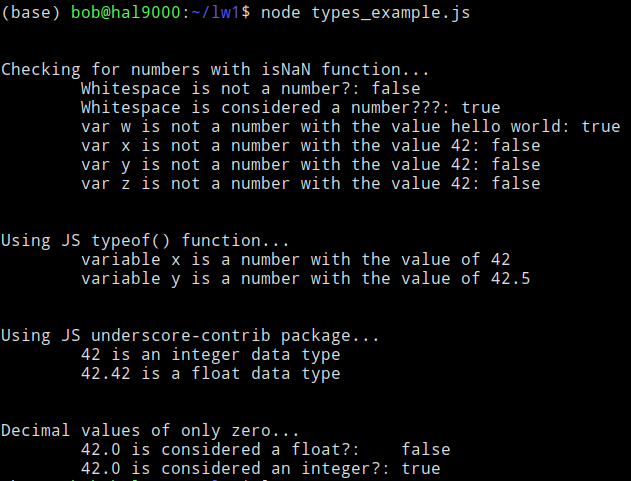 (base) bob@hal9000:~/lw1$ node types_example.js
Checking for numbers with isNaN function...
Whitespace is not a number?: false
Whitespace is considered a number???: true
var w is not a number with the value hello world: true
var x is not a number with the value 42: false
var y is not a number with the value 42: false
var z is not a number with the value 42: false
Using JS typeof() function...
variable x is a number with the value of 42
variable y is a number with the value of 42.5
Using JS underscore-contrib package...
42 is an integer data type
42.42 is a float data type
Decimal values of only zero...
42.0 is considered a float?: false
42.0 is considered an integer?: true